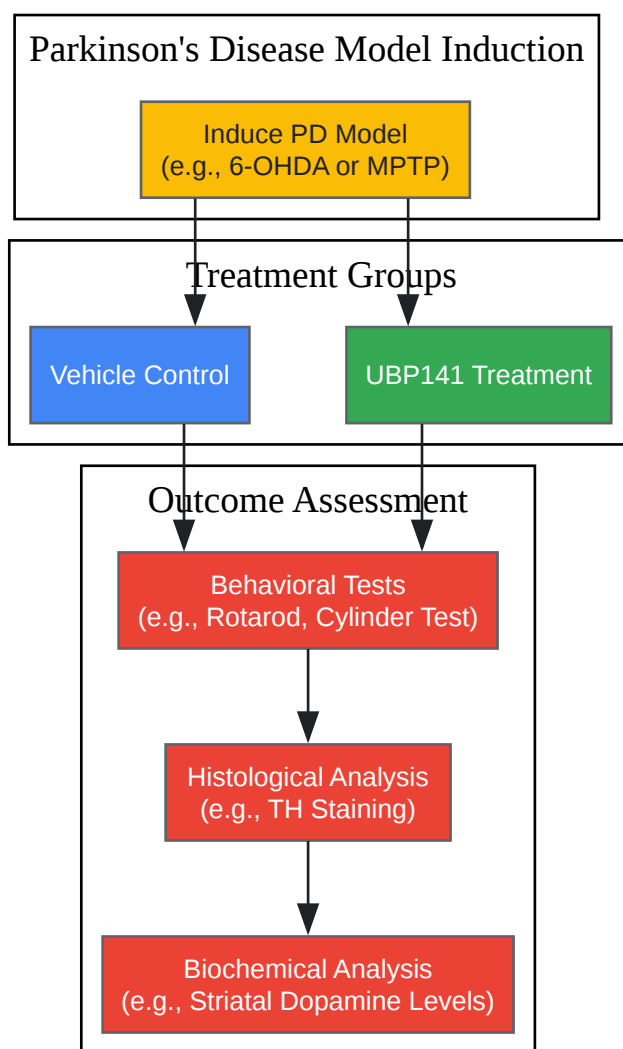 Parkinson's Disease Model Induction
Induce PD Model
(e.g., 6-OHDA or MPTP)
Treatment Groups
Vehicle Control
UBP141 Treatment
Outcome Assessment
Behavioral Tests
(e.g., Rotarod, Cylinder Test)
Histological Analysis
(e.g., TH Staining)
Biochemical Analysis
(e.g., Striatal Dopamine Levels)